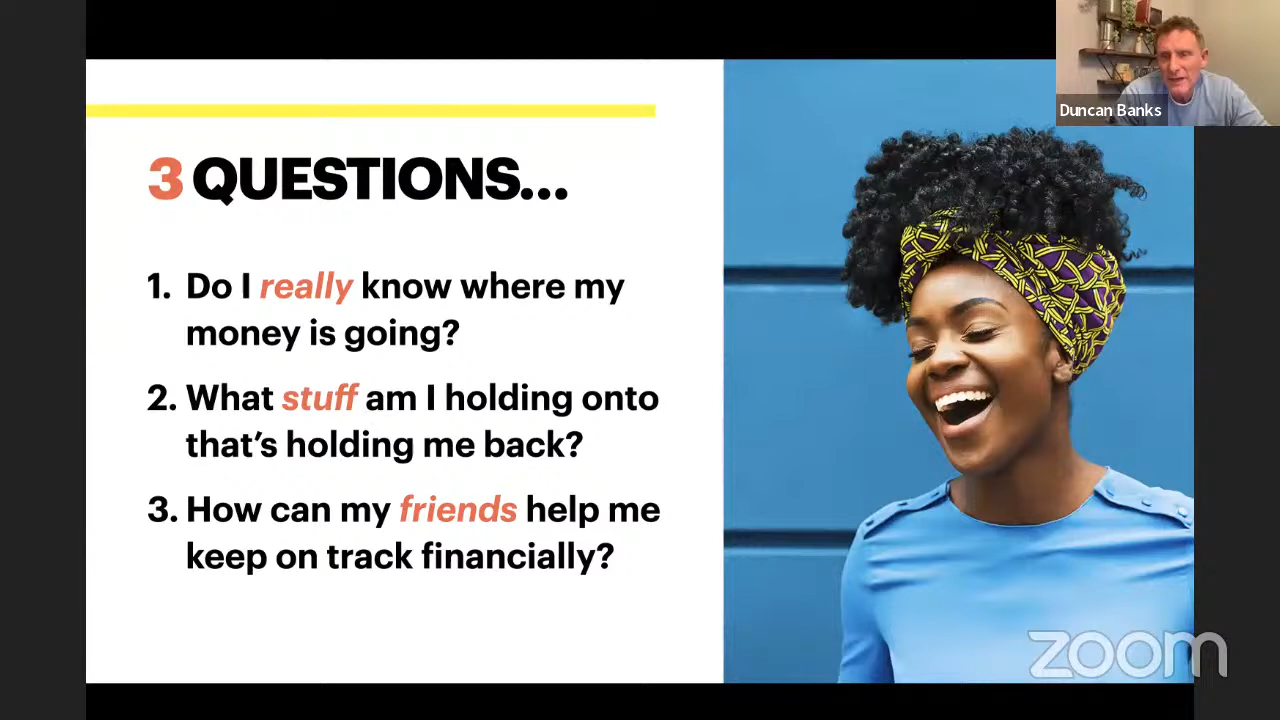 Duncan Banks
3 QUESTIONS...
1. Do I really know where my
money is going?
2. What stuff am I holding onto
that's holding me back?
3. How can my friends help me
keep on track financially?
zoom